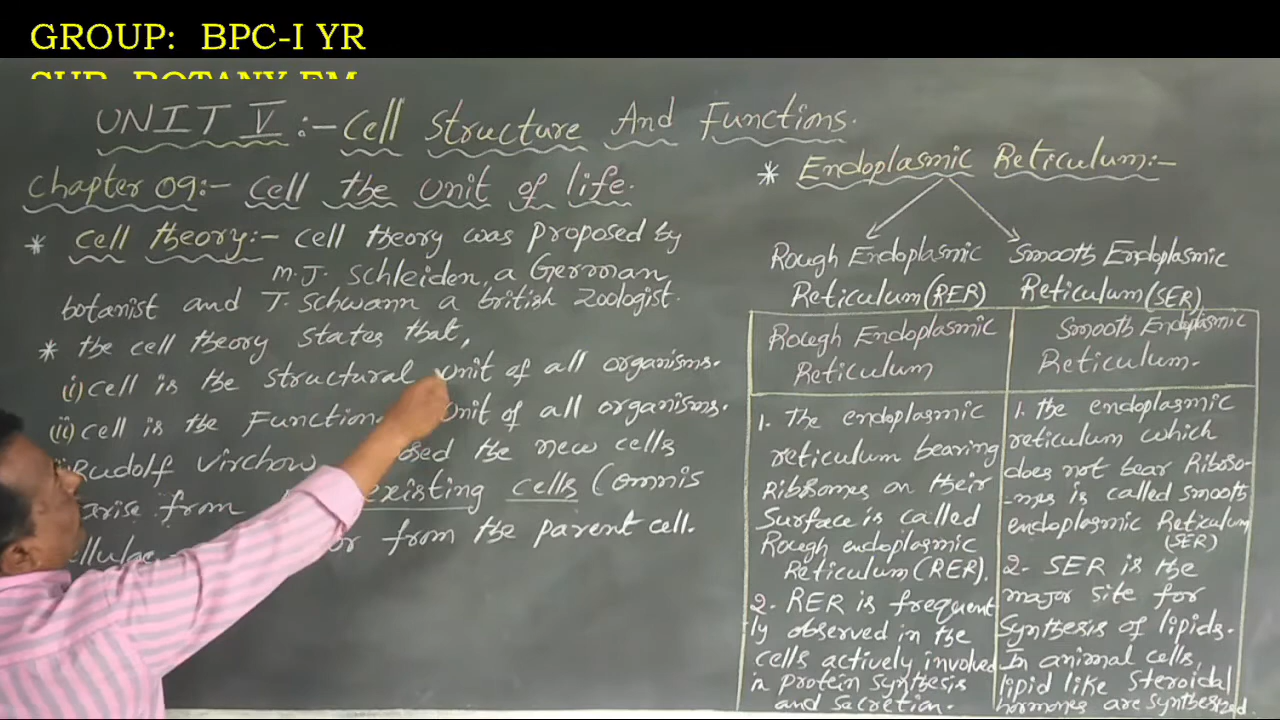 GROUP: BPC-I YR
SUB BOTANY EM
UNIT V :- Cell Structure And Functions.
Chapter 09:- Cell the Unit of life.
* Cell theory:- Cell theory was proposed by
M.J. Schleiden, a German
botanist and T. Schwann a british Zoologist.
* the cell theory states that,
(i) cell is the structural unit of all organisms.
(ii) cell is the Function unit of all organisms.
Rudolf Virchow the new cells
arise from existing cells (omnis
from the parent cell.
* Endoplasmic Reticulum:-
Rough Endoplasmic
Reticulum (RER)
Smooth Endoplasmic
Reticulum (SER)
Rough Endoplasmic
Reticulum
Smooth Endoplasmic
Reticulum.
1. The endoplasmic
reticulum bearing
Ribosomes on their
Surface is called
Rough endoplasmic
Reticulum (RER).
2. RER is frequent
ly observed in the
cells actively involved
in protein synthesis
and secretion.
1. the endoplasmic
reticulum which
does not bear Riboso-
-mes is called smooth
endoplasmic Reticulum
(SER)
2. SER is the
major site for
Synthesis of lipids.
In animal cells,
lipid like Steroidal
hormones are synthesized.